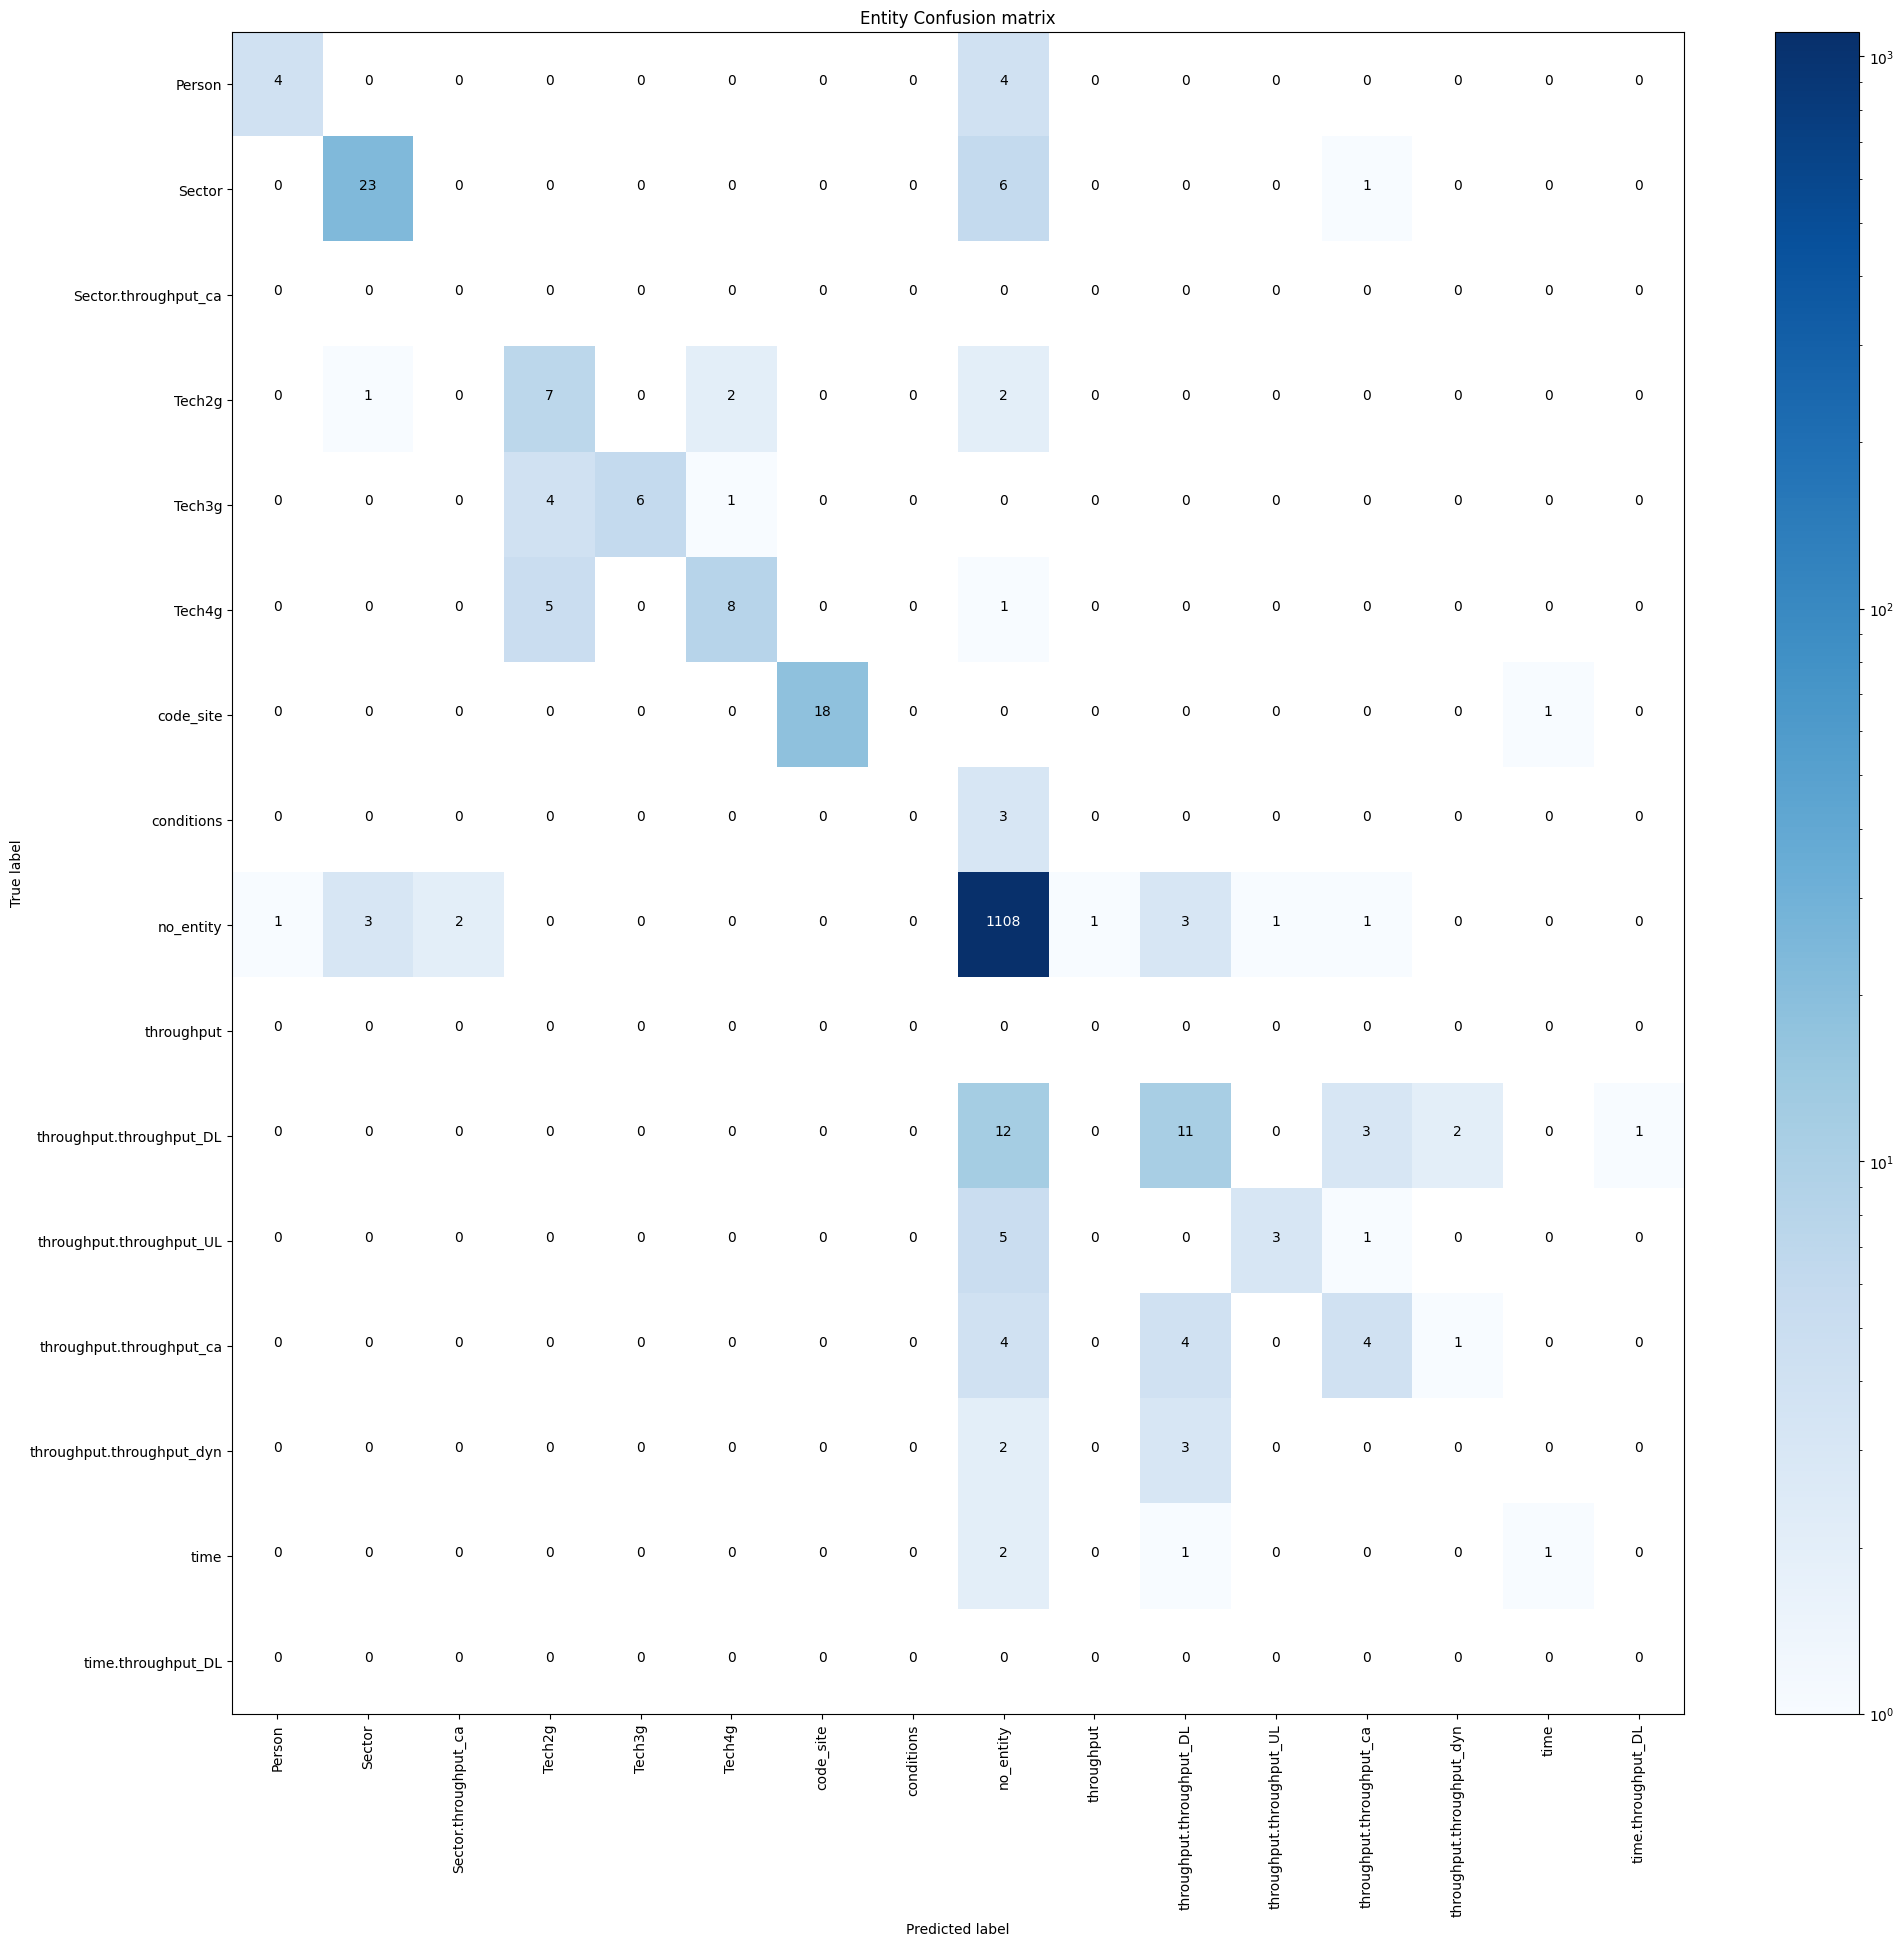 Entity Confusion matrix
Person 4 0 0 0 0 0 0 0 4 0 0 0 0 0 0 0
Sector 0 23 0 0 0 0 0 0 6 0 0 0 1 0 0 0
Sector.throughput_ca 0 0 0 0 0 0 0 0 0 0 0 0 0 0 0 0
Tech2g 0 1 0 7 0 2 0 0 2 0 0 0 0 0 0 0
Tech3g 0 0 0 4 6 1 0 0 0 0 0 0 0 0 0 0
Tech4g 0 0 0 5 0 8 0 0 1 0 0 0 0 0 0 0
code_site 0 0 0 0 0 0 18 0 0 0 0 0 0 0 1 0
conditions 0 0 0 0 0 0 0 0 3 0 0 0 0 0 0 0
no_entity 1 3 2 0 0 0 0 0 1108 1 3 1 1 0 0 0
throughput 0 0 0 0 0 0 0 0 0 0 0 0 0 0 0 0
throughput.throughput_DL 0 0 0 0 0 0 0 0 12 0 11 0 3 2 0 1
throughput.throughput_UL 0 0 0 0 0 0 0 0 5 0 0 3 1 0 0 0
throughput.throughput_ca 0 0 0 0 0 0 0 0 4 0 4 0 4 1 0 0
throughput.throughput_dyn 0 0 0 0 0 0 0 0 2 0 3 0 0 0 0 0
time 0 0 0 0 0 0 0 0 2 0 1 0 0 0 1 0
time.throughput_DL 0 0 0 0 0 0 0 0 0 0 0 0 0 0 0 0
True label
Person
Sector
Sector.throughput_ca
Tech2g
Tech3g
Tech4g
code_site
conditions
no_entity
throughput
throughput.throughput_DL
throughput.throughput_UL
throughput.throughput_ca
throughput.throughput_dyn
time
time.throughput_DL
Predicted label
10³
10²
10¹
10⁰